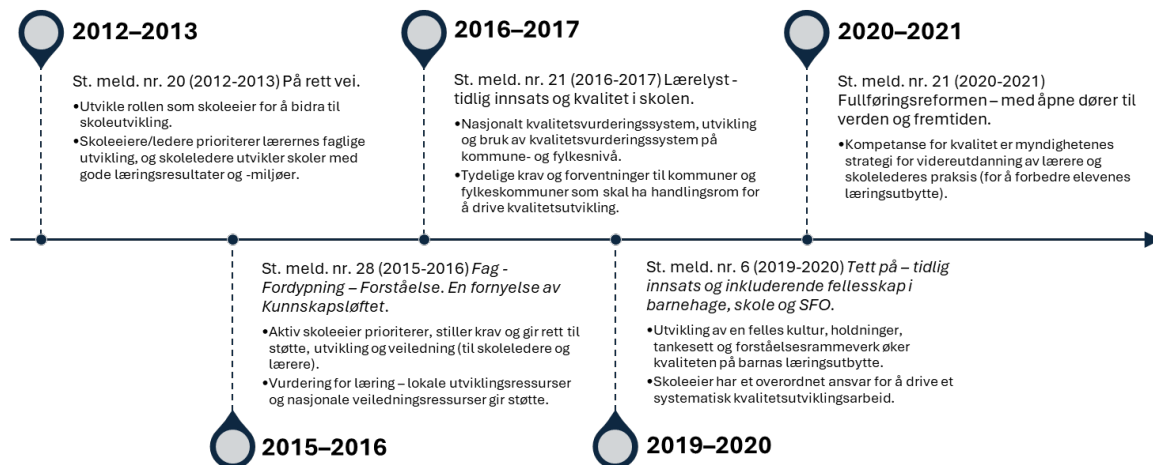 2012–2013
St. meld. nr. 20 (2012-2013) På rett vei.
•Utvikle rollen som skoleeier for å bidra til
skoleutvikling.
•Skoleeiere/ledere prioriterer lærernes faglige
utvikling, og skoleledere utvikler skoler med
gode læringsresultater og -miljøer.
2016–2017
St. meld. nr. 21 (2016-2017) Lærelyst -
tidlig innsats og kvalitet i skolen.
•Nasjonalt kvalitetsvurderingssystem, utvikling
og bruk av kvalitetsvurderingssystem på
kommune- og fylkesnivå.
•Tydelige krav og forventninger til kommuner og
fylkeskommuner som skal ha handlingsrom for
å drive kvalitetsutvikling.
2020–2021
St. meld. nr. 21 (2020-2021)
Fullføringsreformen – med åpne dører til
verden og fremtiden.
•Kompetanse for kvalitet er myndighetenes
strategi for videreutdanning av lærere og
skolelederes praksis (for å forbedre elevenes
læringsutbytte).
St. meld. nr. 28 (2015-2016) Fag -
Fordypning – Forståelse. En fornyelse av
Kunnskapsløftet.
•Aktiv skoleeier prioriterer, stiller krav og gir rett til
støtte, utvikling og veiledning (til skoleledere og
lærere).
•Vurdering for læring – lokale utviklingsressurser
og nasjonale veiledningsressurser gir støtte.
2015–2016
St. meld. nr. 6 (2019-2020) Tett på – tidlig
innsats og inkluderende fellesskap i
barnehage, skole og SFO.
•Utvikling av en felles kultur, holdninger,
tankesett og forståelsesrammeverk øker
kvaliteten på barnas læringsutbytte.
•Skoleeier har et overordnet ansvar for å drive et
systematisk kvalitetsutviklingsarbeid.
2019–2020